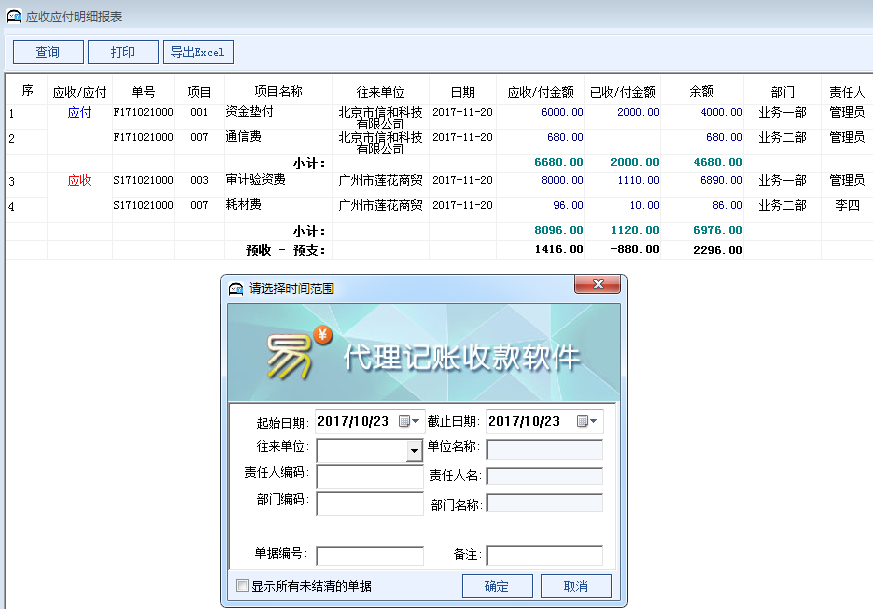 应收应付明细报表
查询 打印 导出Excel
序 应收/应付 单号 项目 项目名称 往来单位 日期 应收/付金额 已收/付金额 余额 部门 责任人
1 应付 F171021000 001 资金垫付 北京市信和科技有限公司 2017-11-20 6000.00 2000.00 4000.00 业务一部 管理员
2 F171021000 007 通信费 北京市信和科技有限公司 2017-11-20 680.00 680.00 业务二部 管理员
小计: 6680.00 2000.00 4680.00
3 应收 S171021000 003 审计验资费 广州市莲花商贸 2017-11-20 8000.00 1110.00 6890.00 业务一部 管理员
4 S171021000 007 耗材费 广州市莲花商贸 2017-11-20 96.00 10.00 86.00 业务二部 李四
小计: 8096.00 1120.00 6976.00
预收 - 预支: 1416.00 -880.00 2296.00
请选择时间范围
易 ¥ 代理记账收款软件
起始日期: 2017/10/23 截止日期: 2017/10/23
往来单位: 单位名称:
责任人编码: 责任人名:
部门编码: 部门名称:
单据编号: 备注:
显示所有未结清的单据 确定 取消